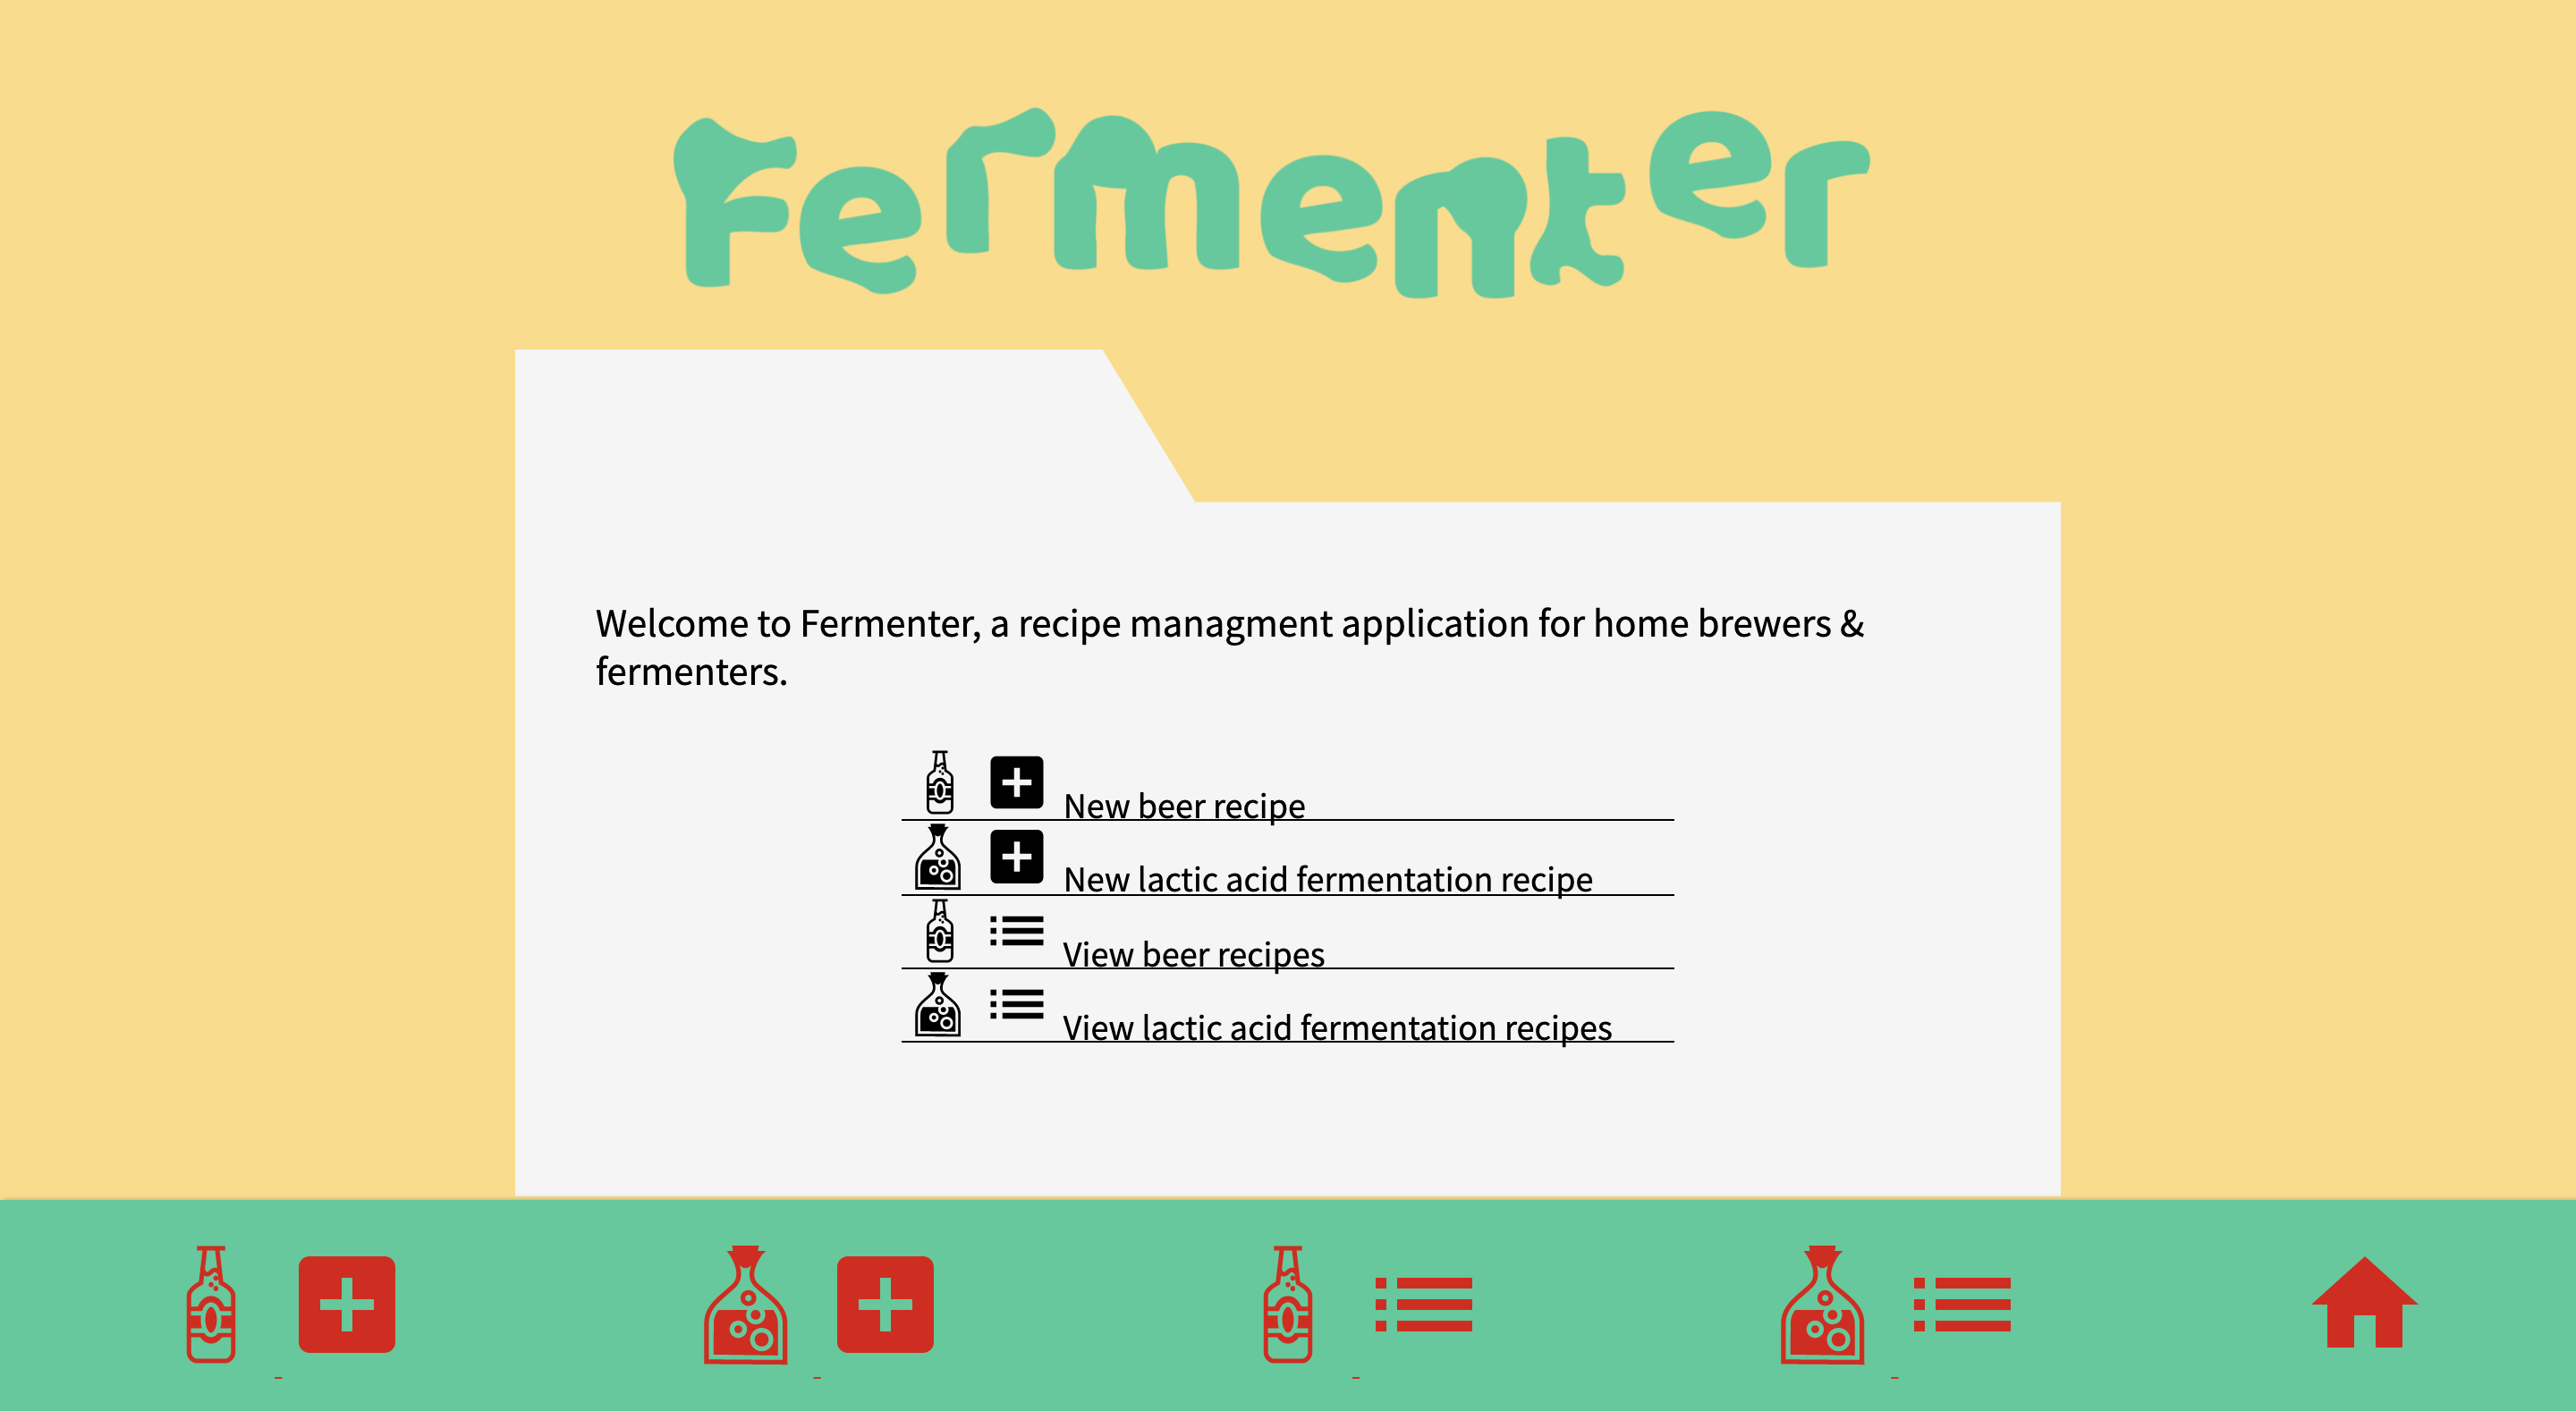 Fermenter
Welcome to Fermenter, a recipe managment application for home brewers &
fermenters.
New beer recipe
New lactic acid fermentation recipe
View beer recipes
View lactic acid fermentation recipes